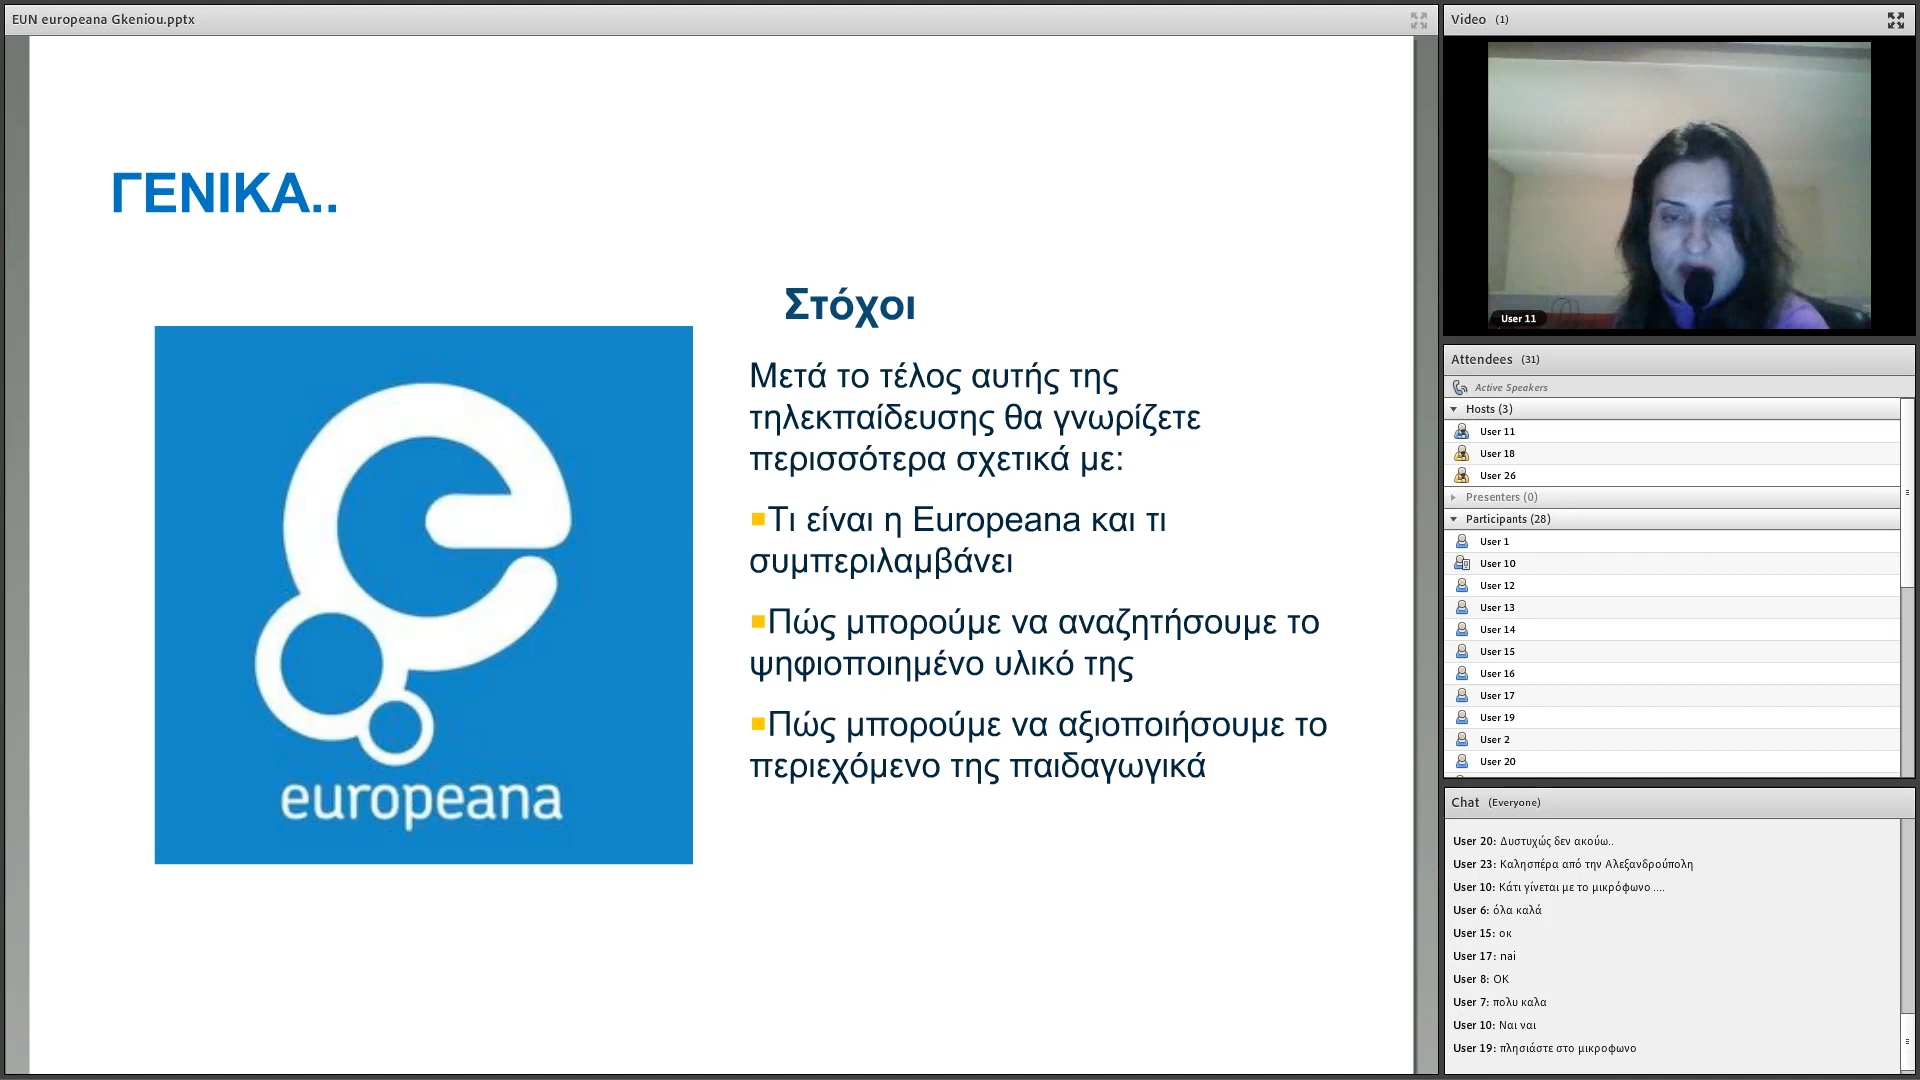 EUN europeana Gkeniou.pptx
ΓΕΝΙΚΑ..
europeana
Στόχοι
Μετά το τέλος αυτής της
τηλεκπαίδευσης θα γνωρίζετε
περισσότερα σχετικά με:
Τι είναι η Europeana και τι
συμπεριλαμβάνει
Πώς μπορούμε να αναζητήσουμε το
ψηφιοποιημένο υλικό της
Πώς μπορούμε να αξιοποιήσουμε το
περιεχόμενο της παιδαγωγικά
Video (1)
User 11
Attendees (31)
Active Speakers
Hosts (3)
User 11
User 18
User 26
Presenters (0)
Participants (28)
User 1
User 10
User 12
User 13
User 14
User 15
User 16
User 17
User 19
User 2
User 20
Chat (Everyone)
User 20: Δυστυχώς δεν ακούω..
User 23: Καλησπέρα από την Αλεξανδρούπολη
User 10: Κάτι γίνεται με το μικρόφωνο ....
User 6: όλα καλά
User 15: οκ
User 17: nai
User 8: ΟΚ
User 7: πολυ καλα
User 10: Ναι ναι
User 19: πλησιάστε στο μικροφωνο